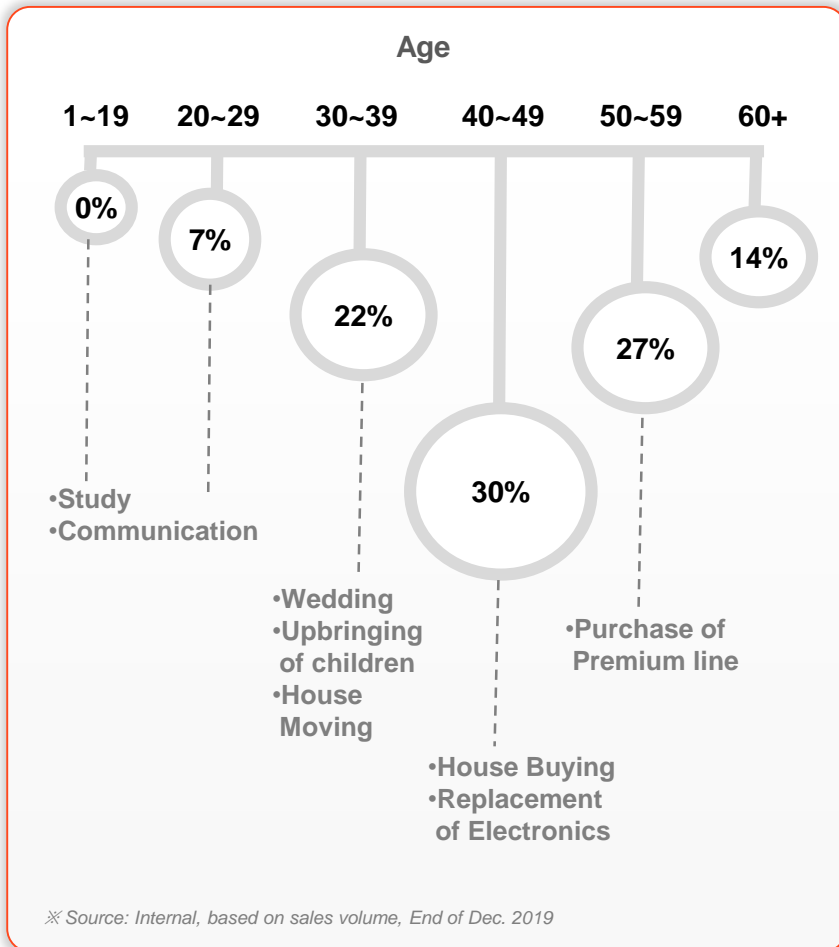 Age
1~19 20~29 30~39 40~49 50~59 60+
0%
7%
14%
22%
27%
30%
•Study
•Communication
•Wedding
•Upbringing
of children
•House
Moving
•Purchase of
Premium line
•House Buying
•Replacement
of Electronics
※ Source: Internal, based on sales volume, End of Dec. 2019